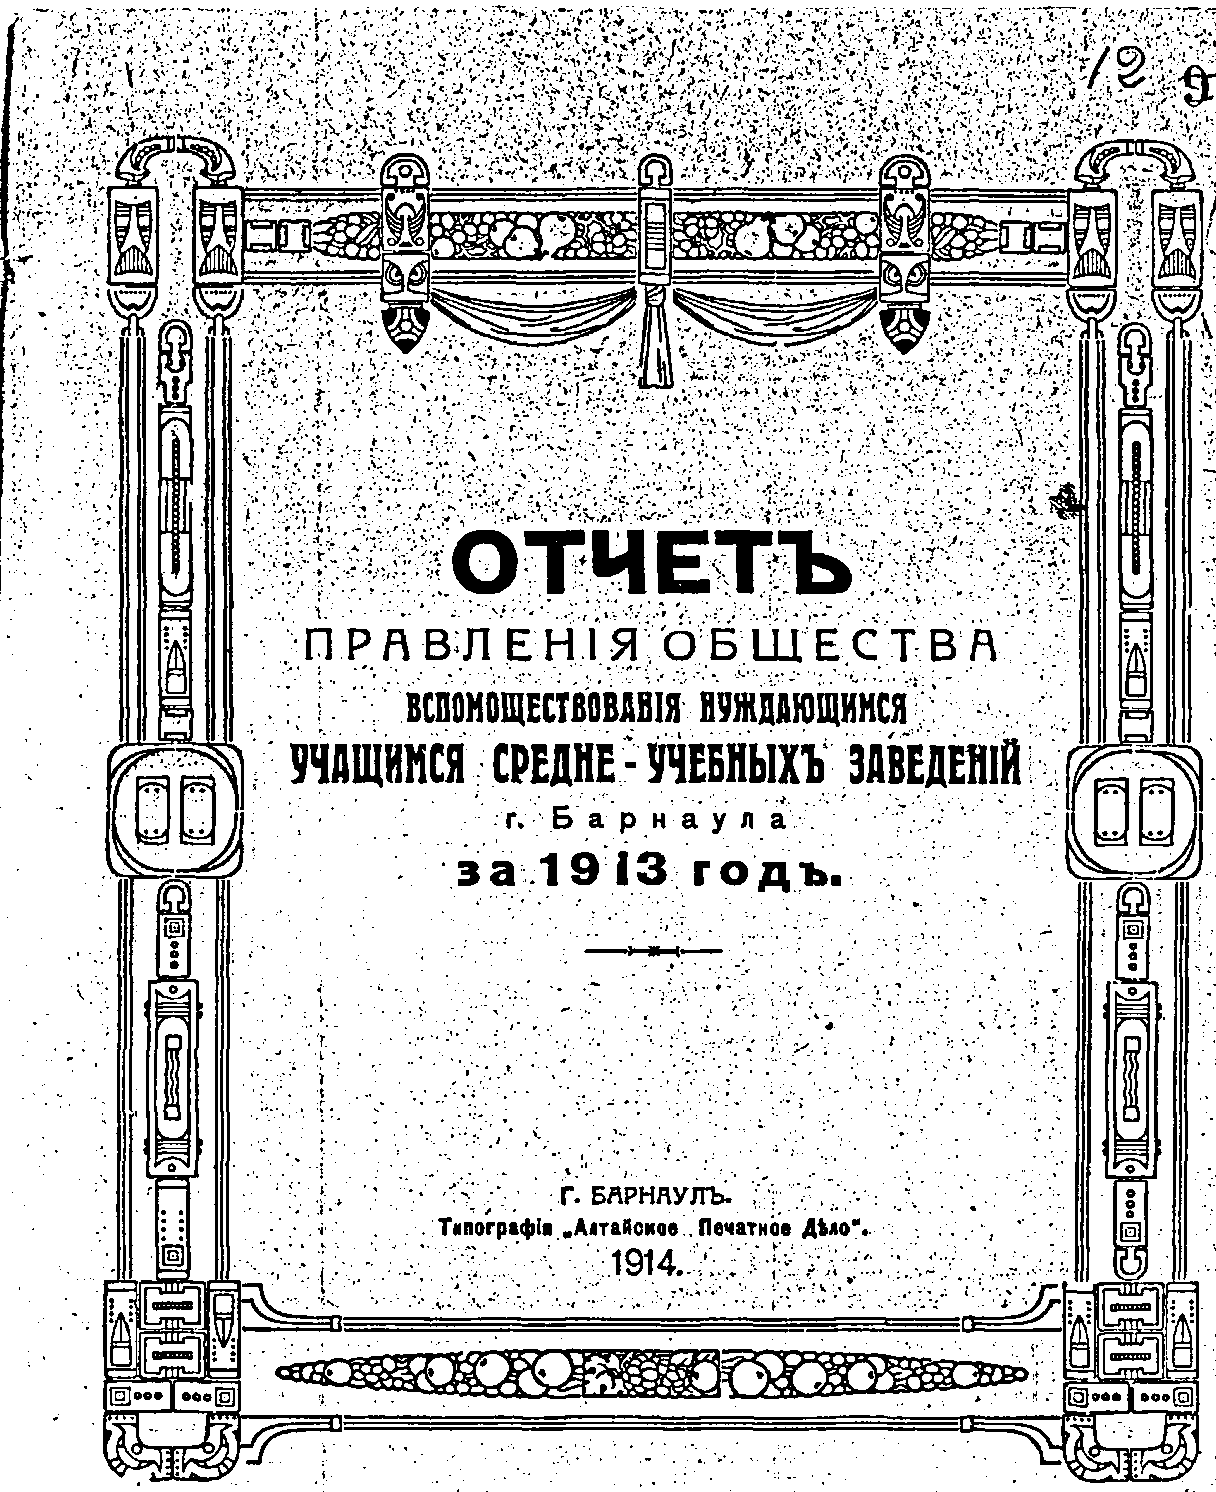 12 9
ОТЧЕТЪ
ПРАВЛЕНІЯ ОБЩЕСТВА
ВСПОМОЩЕСТВОВАНІЯ НУЖДАЮЩИМСЯ
УЧАЩИМСЯ СРЕДНЕ-УЧЕБНЫХЪ ЗАВЕДЕНІЙ
г. Барнаула
за 1913 годъ.
Г. БАРНАУЛЪ.
Типографія „Алтайское Печатное Дѣло".
1914.